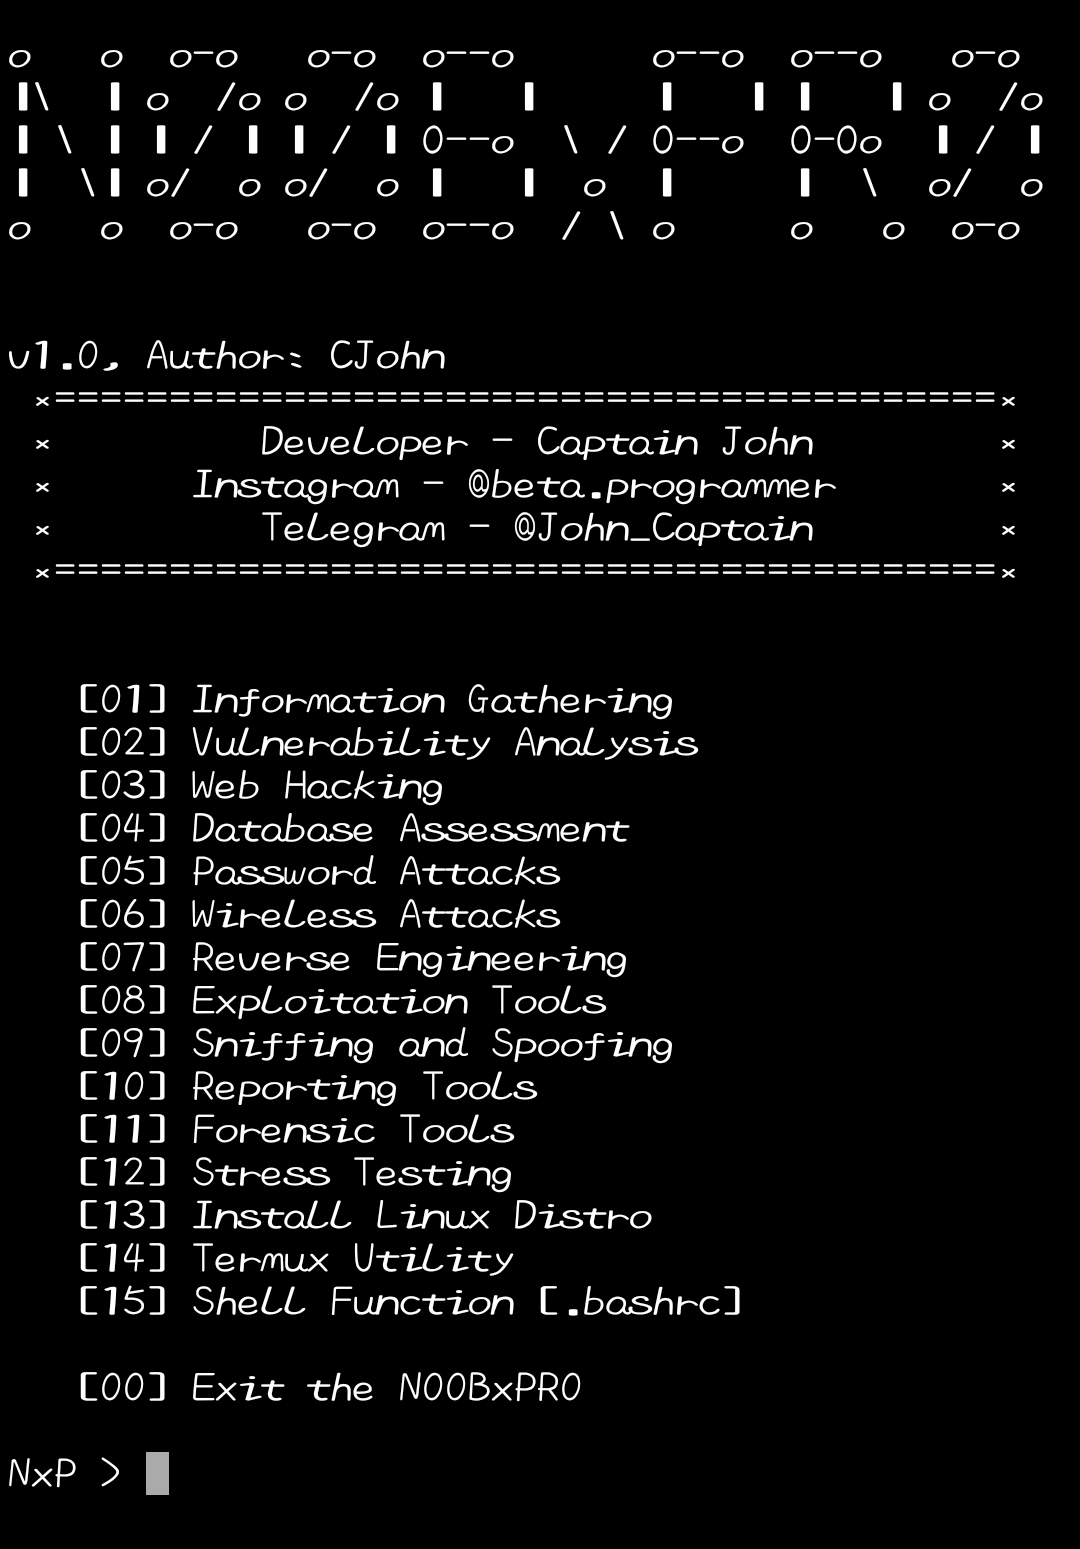 o   o  o-o   o-o  o--o      o--o  o--o   o-o
|\  | o  /o o  /o |   |     |   | |   | o  /o
| \ | | / | | / | O--o  \ / O--o  O-Oo  | / |
|  \| o/  o o/  o |   |  o  |     |  \  o/  o
o   o  o-o   o-o  o--o  / \ o     o   o  o-o
v1.0, Author: CJohn
×=========================================×
× Developer - Captain John ×
× Instagram - @beta.programmer ×
× Telegram - @John_Captain ×
×=========================================×
[01] Information Gathering
[02] Vulnerability Analysis
[03] Web Hacking
[04] Database Assessment
[05] Password Attacks
[06] Wireless Attacks
[07] Reverse Engineering
[08] Exploitation Tools
[09] Sniffing and Spoofing
[10] Reporting Tools
[11] Forensic Tools
[12] Stress Testing
[13] Install Linux Distro
[14] Termux Utility
[15] Shell Function [.bashrc]
[00] Exit the N00BxPR0
NxP >